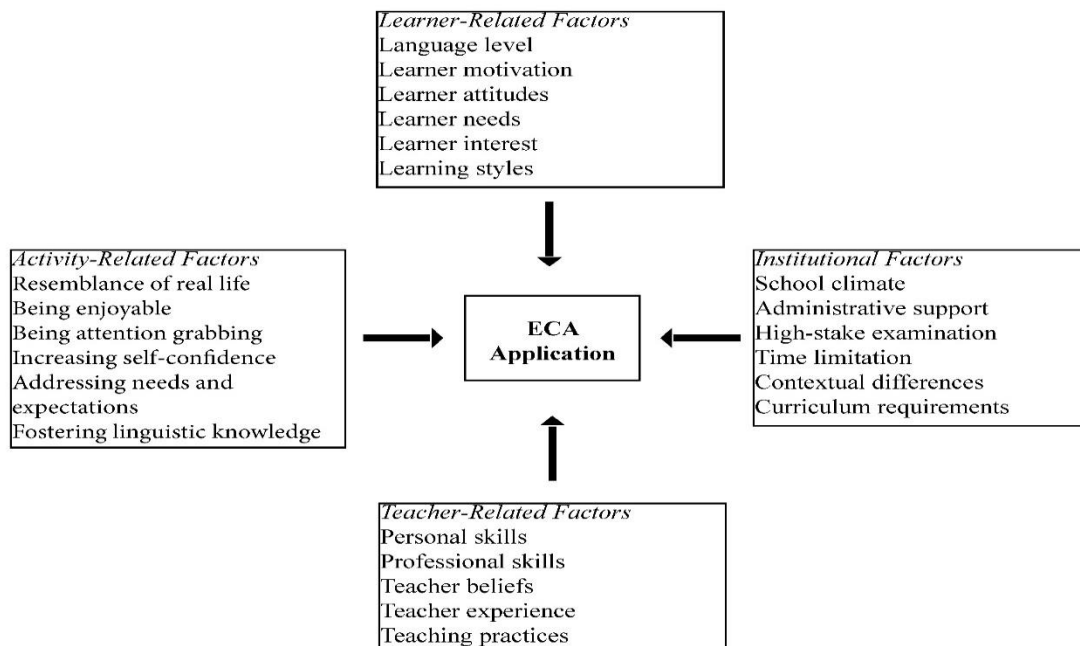 Learner-Related Factors
Language level
Learner motivation
Learner attitudes
Learner needs
Learner interest
Learning styles
Activity-Related Factors
Resemblance of real life
Being enjoyable
Being attention grabbing
Increasing self-confidence
Addressing needs and
expectations
Fostering linguistic knowledge
ECA
Application
Institutional Factors
School climate
Administrative support
High-stake examination
Time limitation
Contextual differences
Curriculum requirements
Teacher-Related Factors
Personal skills
Professional skills
Teacher beliefs
Teacher experience
Teaching practices